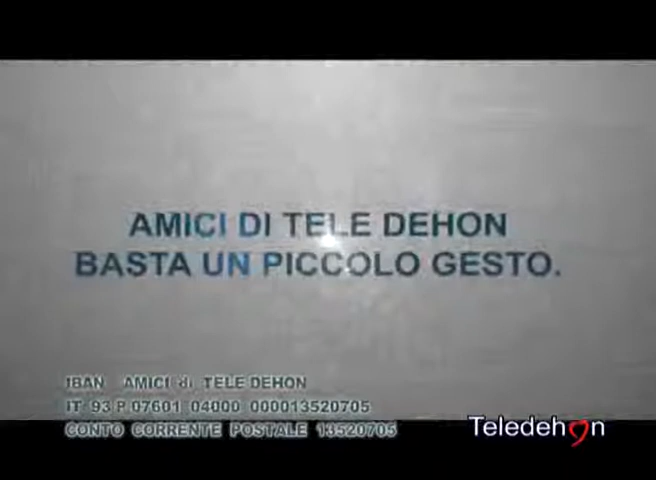 AMICI DI TELE DEHON
BASTA UN PICCOLO GESTO.
IBAN AMICI di TELE DEHON
IT 93 P 07601 04000 000013520705
CONTO CORRENTE POSTALE 13520705
Teledehon